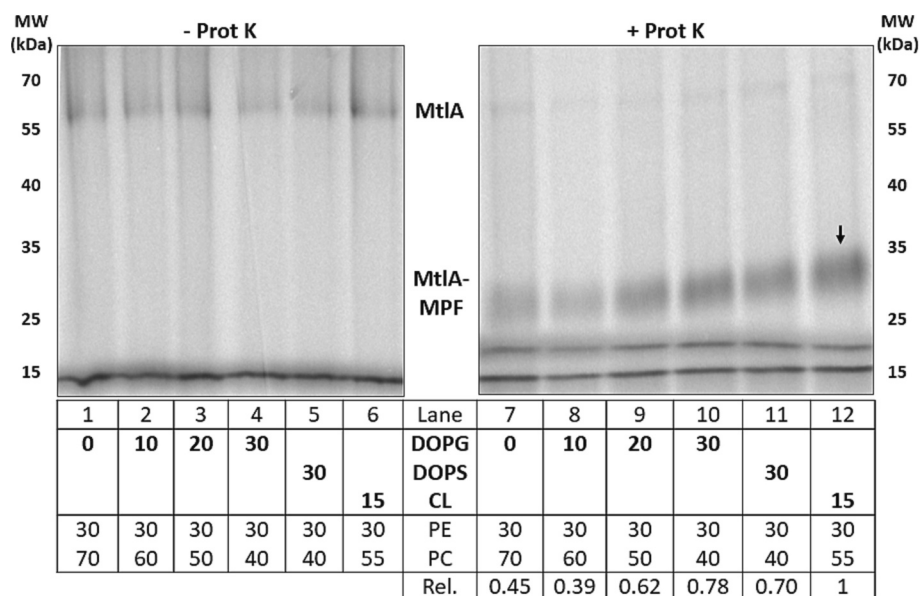 MW
(kDa)
- Prot K
+ Prot K
MW
(kDa)
70
55
40
35
25
15
MtlA
MtlA-
MPF
70
55
40
35
25
15
1 2 3 4 5 6 Lane 7 8 9 10 11 12
0 10 20 30 DOPG 0 10 20 30
30 DOPS 30
15 CL 15
30 30 30 30 30 30 PE 30 30 30 30 30 30
70 60 50 40 40 55 PC 70 60 50 40 40 55
Rel. 0.45 0.39 0.62 0.78 0.70 1